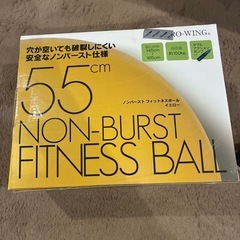 RO-WING®
穴が空いても破裂しにくい
安全なノンバースト仕様
55cm
NON-BURST
FITNESS BALL
ノンバースト フィットネスボール
イエロー